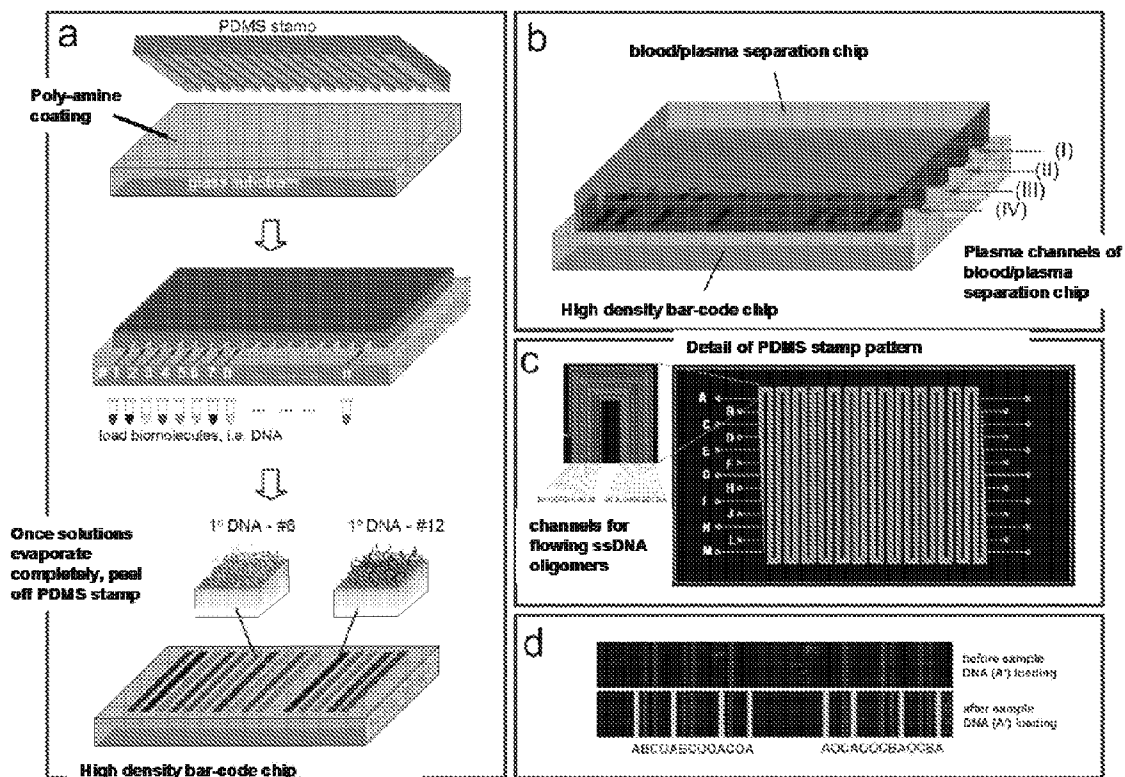 a
PDMS stamp
Poly-amine
coating
load biomolecules, i.e. DNA
1° DNA - #6
1° DNA - #12
Once solutions
evaporate
completely, peel
off PDMS stamp
High density bar-code chip
b
blood/plasma separation chip
(I)
(II)
(III)
(IV)
Plasma channels of
blood/plasma
separation chip
High density bar-code chip
c
Detail of PDMS stamp pattern
channels for
flowing ssDNA
oligomers
d
before sample
DNA (A') loading
after sample
DNA (A') loading